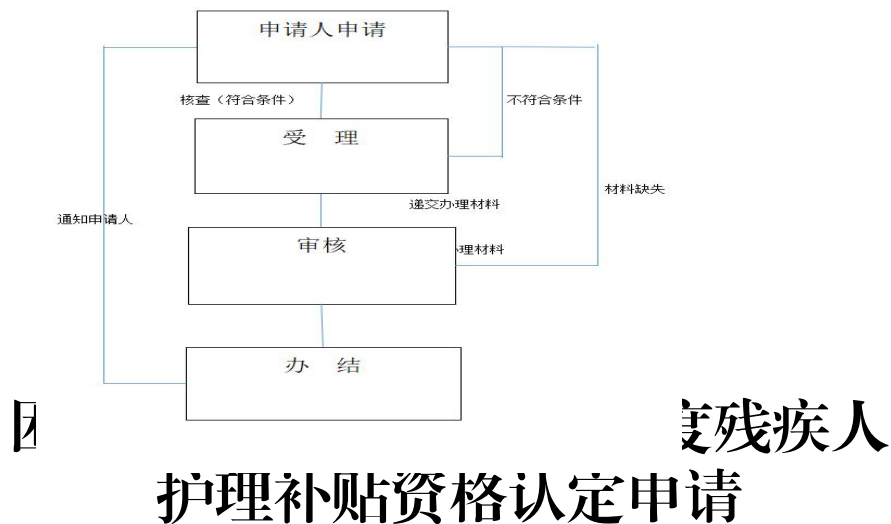 申请人申请
核查（符合条件）
不符合条件
受 理
材料缺失
递交办理材料
通知申请人
审核
理材料
办 结
度残疾人
护理补贴资格认定申请